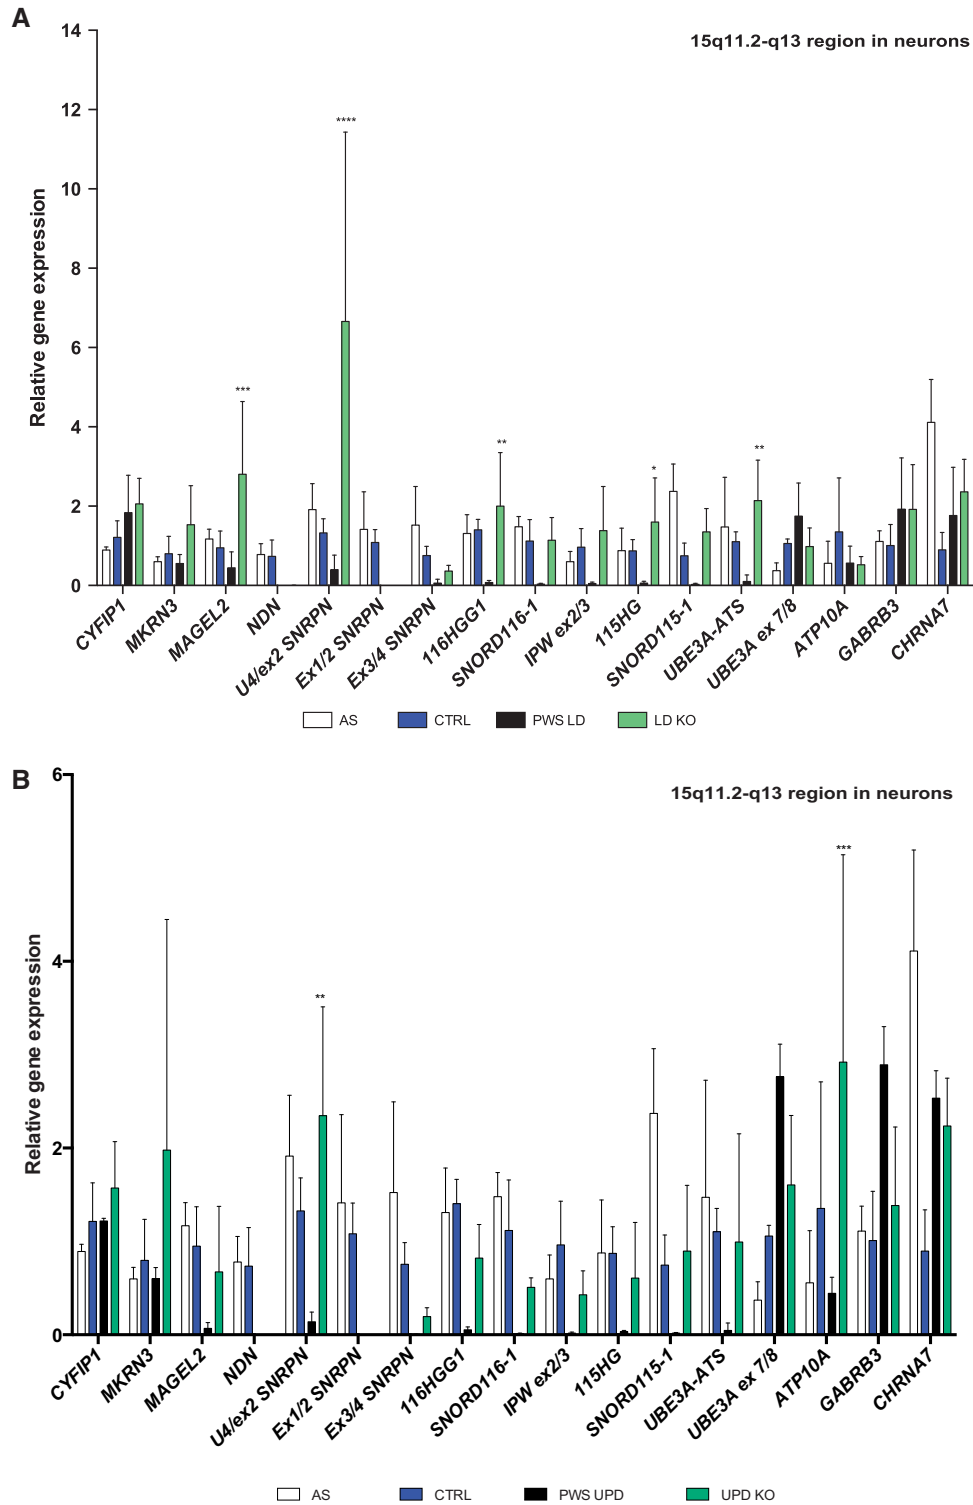 A
15q11.2-q13 region in neurons
14
12
10
8
6
4
2
0
Relative gene expression
****
***
**
*
**
CYFIP1
MKRN3
MAGEL2
NDN
U4/ex2 SNRPN
Ex1/2 SNRPN
Ex3/4 SNRPN
116HGG1
SNORD116-1
IPW ex2/3
115HG
SNORD115-1
UBE3A-ATS
UBE3A ex 7/8
ATP10A
GABRB3
CHRNA7
AS CTRL PWS LD LD KO
B
15q11.2-q13 region in neurons
6
4
2
0
Relative gene expression
**
***
CYFIP1
MKRN3
MAGEL2
NDN
U4/ex2 SNRPN
Ex1/2 SNRPN
Ex3/4 SNRPN
116HGG1
SNORD116-1
IPW ex2/3
115HG
SNORD115-1
UBE3A-ATS
UBE3A ex 7/8
ATP10A
GABRB3
CHRNA7
AS CTRL PWS UPD UPD KO